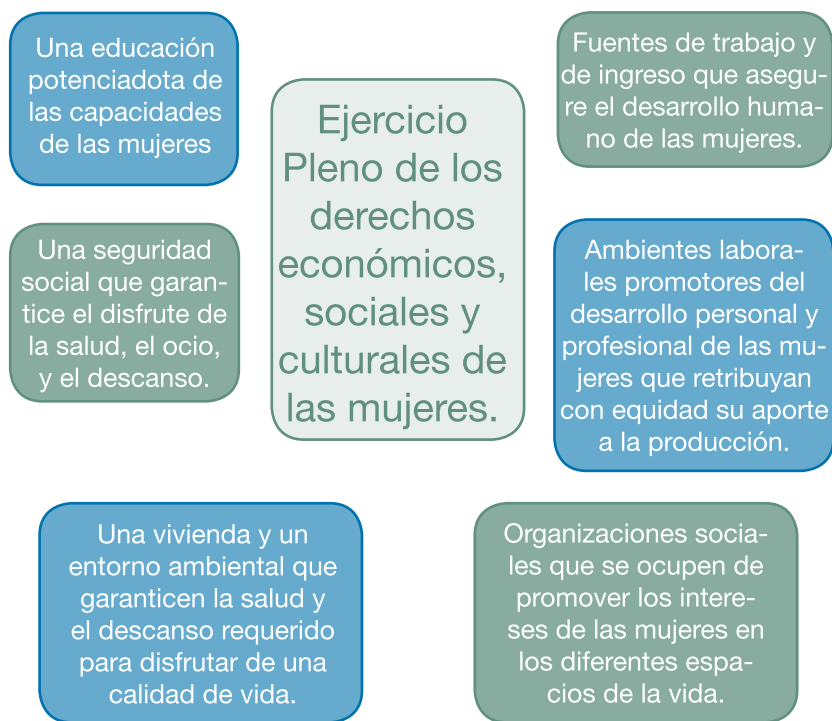 Una educación
potenciadota de
las capacidades
de las mujeres
Fuentes de trabajo y
de ingreso que asegu-
re el desarrollo huma-
no de las mujeres.
Ejercicio
Pleno de los
derechos
económicos,
sociales y
culturales de
las mujeres.
Una seguridad
social que garan-
tice el disfrute de
la salud, el ocio,
y el descanso.
Ambientes labora-
les promotores del
desarrollo personal y
profesional de las mu-
jeres que retribuyan
con equidad su aporte
a la producción.
Una vivienda y un
entorno ambiental que
garanticen la salud y
el descanso requerido
para disfrutar de una
calidad de vida.
Organizaciones socia-
les que se ocupen de
promover los intere-
ses de las mujeres en
los diferentes espa-
cios de la vida.